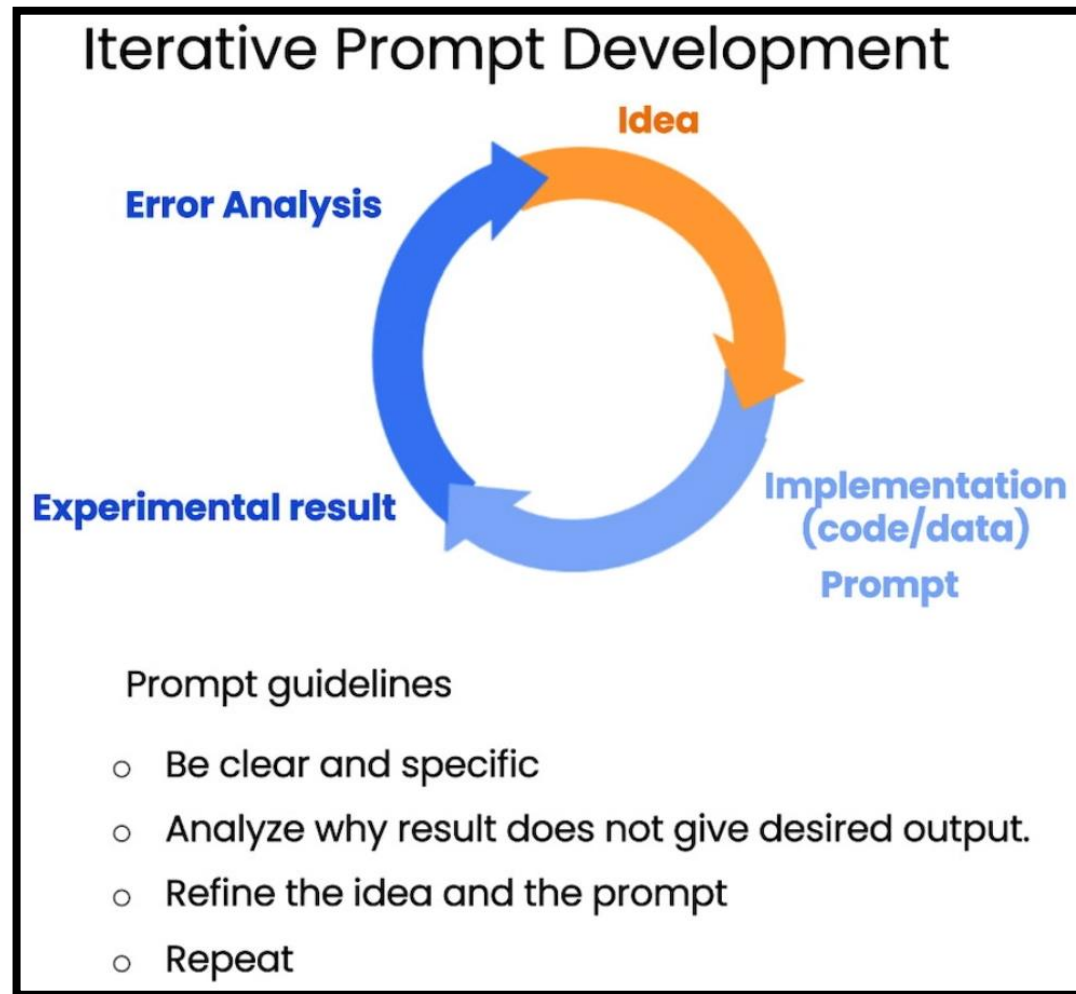 Iterative Prompt Development
Idea
Error Analysis
Experimental result
Implementation
(code/data)
Prompt
Prompt guidelines
o Be clear and specific
o Analyze why result does not give desired output.
o Refine the idea and the prompt
o Repeat